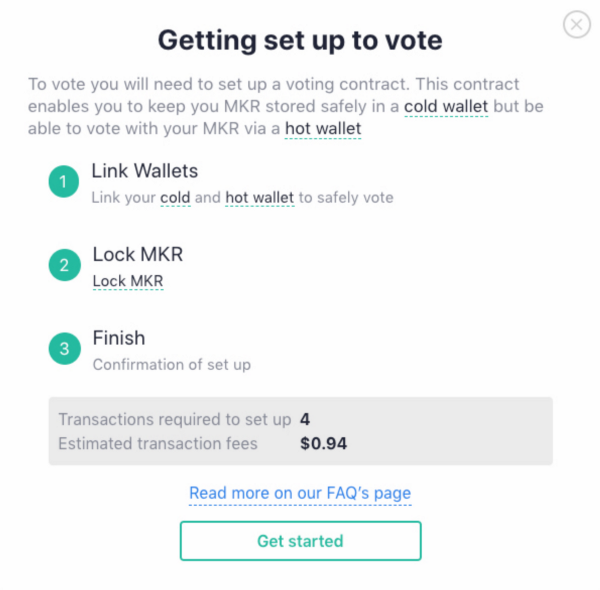 Getting set up to vote
To vote you will need to set up a voting contract. This contract
enables you to keep you MKR stored safely in a cold wallet but be
able to vote with your MKR via a hot wallet
1
Link Wallets
Link your cold and hot wallet to safely vote
2
Lock MKR
Lock MKR
3
Finish
Confirmation of set up
Transactions required to set up 4
Estimated transaction fees $0.94
Read more on our FAQ's page
Get started